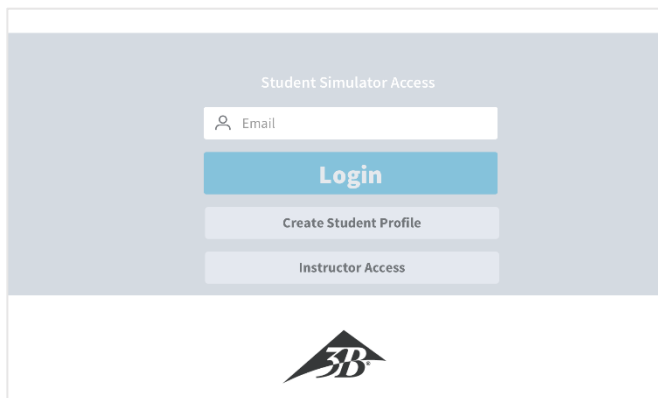 Student Simulator Access
Email
Login
Create Student Profile
Instructor Access
3B®